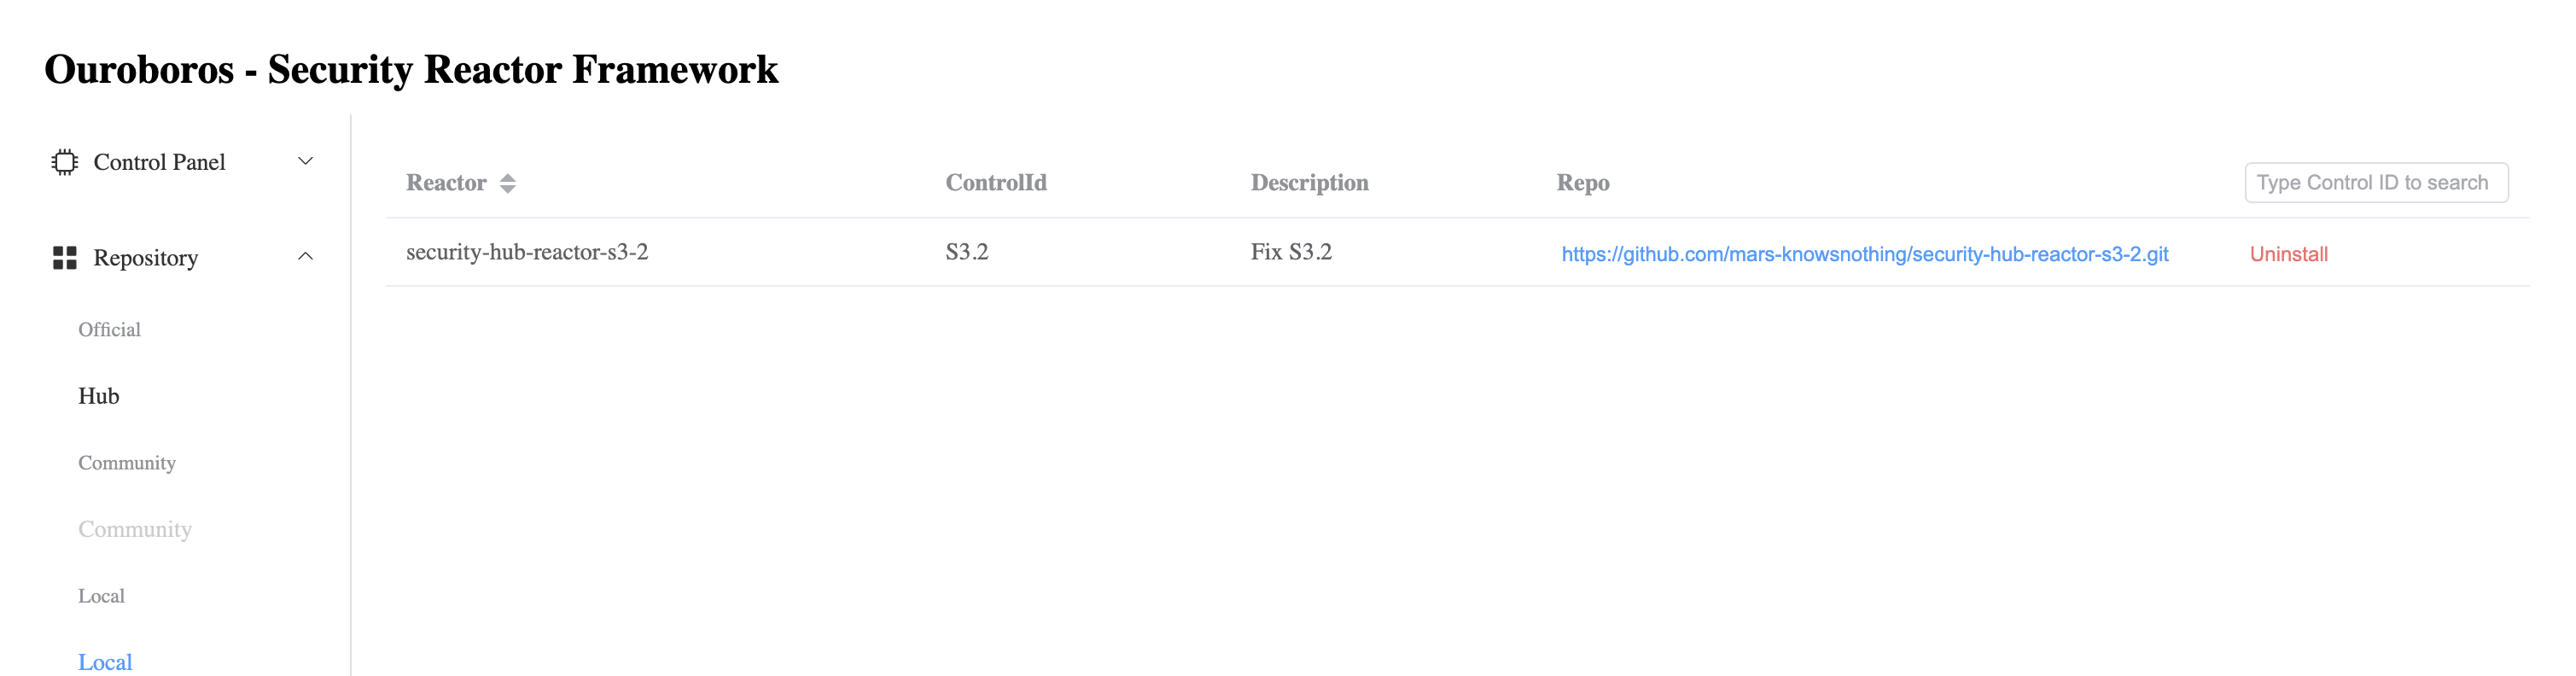 Ouroboros - Security Reactor Framework
Control Panel
Repository
Official
Hub
Community
Community
Local
Local
Reactor ControlId Description Repo Type Control ID to search
security-hub-reactor-s3-2 S3.2 Fix S3.2 https://github.com/mars-knowsnothing/security-hub-reactor-s3-2.git Uninstall